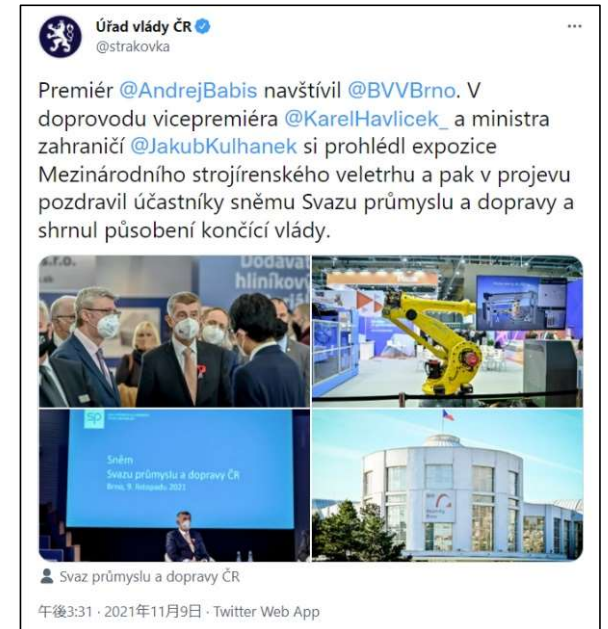 Úřad vlády ČR
@strakovka
Premiér @AndrejBabis navštívil @BVVBrno. V
doprovodu vicepremiéra @KarelHavlicek_ a ministra
zahraničí @JakubKulhanek si prohlédl expozice
Mezinárodního strojírenského veletrhu a pak v projevu
pozdravil účastníky sněmu Svazu průmyslu a dopravy a
shrnul působení končící vlády.
s.r.o.
Dodavat
hliníkov
sp
Sněm
Svazu průmyslu a dopravy ČR
Brno, 9. listopadu 2021
Svaz průmyslu a dopravy ČR
午後3:31 · 2021年11月9日 · Twitter Web App